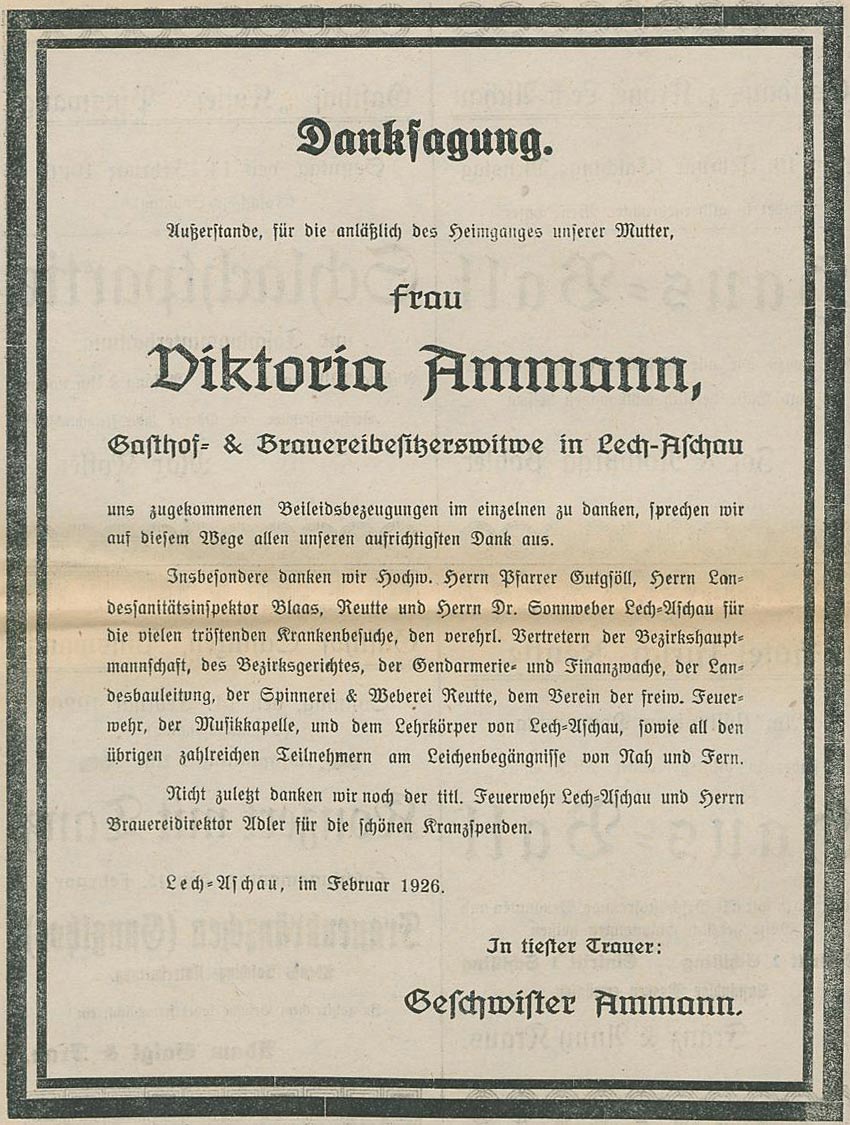 Danksagung.
Außerstande, für die anläßlich des Heimganges unserer Mutter,
Frau
Viktoria Ammann,
Gasthof- & Brauereibesitzerswitwe in Lech-Aschau
uns zugekommenen Beileidsbezeugungen im einzelnen zu danken, sprechen wir
auf diesem Wege allen unseren aufrichtigsten Dank aus.
Insbesondere danken wir Hochw. Herrn Pfarrer Gutgsöll, Herrn Lan-
dessanitätsinspektor Blaas, Reutte und Herrn Dr. Sonnweber Lech-Aschau für
die vielen tröstenden Krankenbesuche, den verehrl. Vertretern der Bezirkshaupt-
mannschaft, des Bezirksgerichtes, der Gendarmerie- und Finanzwache, der Lan-
desbauleitung, der Spinnerei & Weberei Reutte, dem Verein der freiw. Feuer-
wehr, der Musikkapelle, und dem Lehrkörper von Lech-Aschau, sowie all den
übrigen zahlreichen Teilnehmern am Leichenbegängnisse von Nah und Fern.
Nicht zuletzt danken wir noch der titl. Feuerwehr Lech-Aschau und Herrn
Brauereidirektor Adler für die schönen Kranzspenden.
Lech-Aschau, im Februar 1926.
In tiefster Trauer:
Geschwister Ammann.